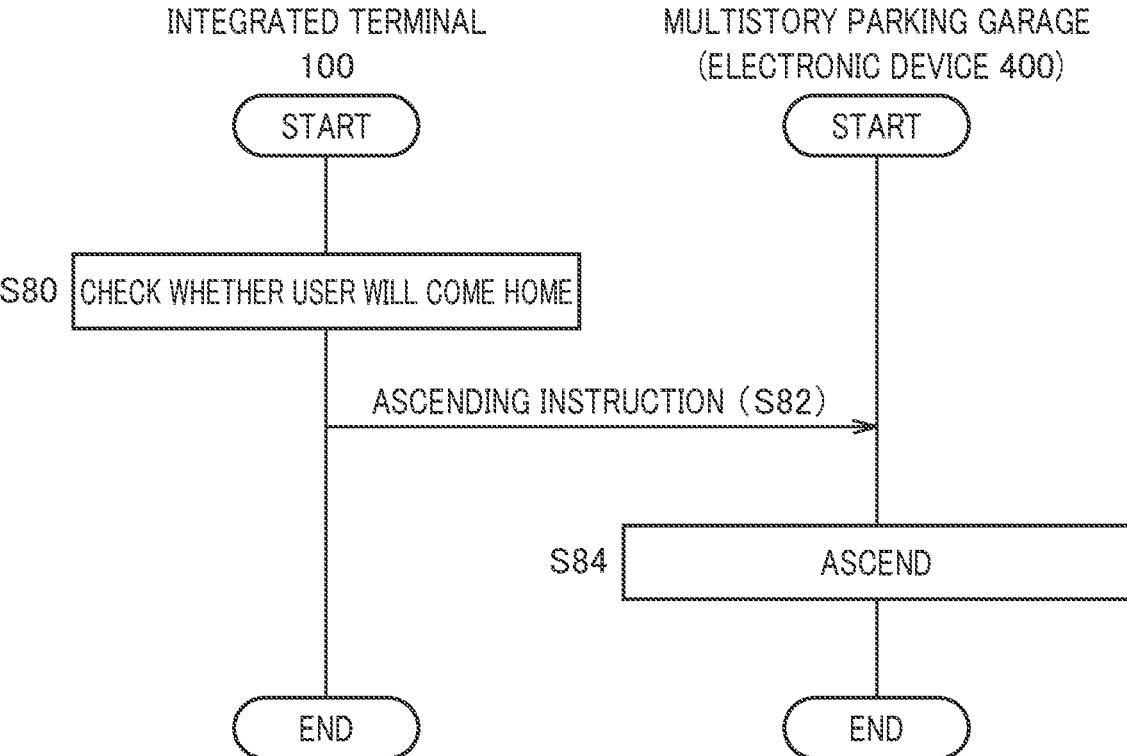 INTEGRATED TERMINAL
100
MULTISTORY PARKING GARAGE
(ELECTRONIC DEVICE 400)
START
START
S80
CHECK WHETHER USER WILL COME HOME
ASCENDING INSTRUCTION (S82)
S84
ASCEND
END
END